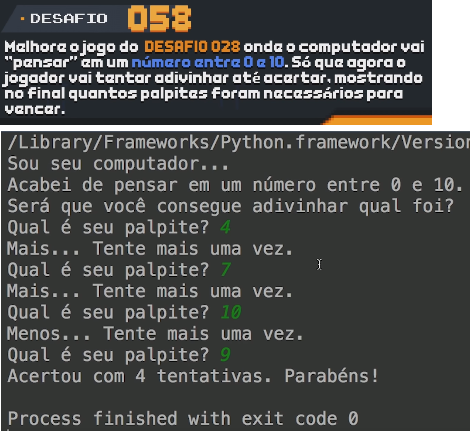 DESAFIO 058
Melhore o jogo do DESAFIO 028 onde o computador vai
"pensar" em um número entre 0 e 10. Só que agora o
jogador vai tentar adivinhar até acertar, mostrando
no final quantos palpites foram necessários para
vencer.
/Library/Frameworks/Python.framework/Version
Sou seu computador...
Acabei de pensar em um número entre 0 e 10.
Será que você consegue adivinhar qual foi?
Qual é seu palpite? 4
Mais... Tente mais uma vez.
Qual é seu palpite? 7
Mais... Tente mais uma vez.
Qual é seu palpite? 10
Menos... Tente mais uma vez.
Qual é seu palpite? 9
Acertou com 4 tentativas. Parabéns!
Process finished with exit code 0